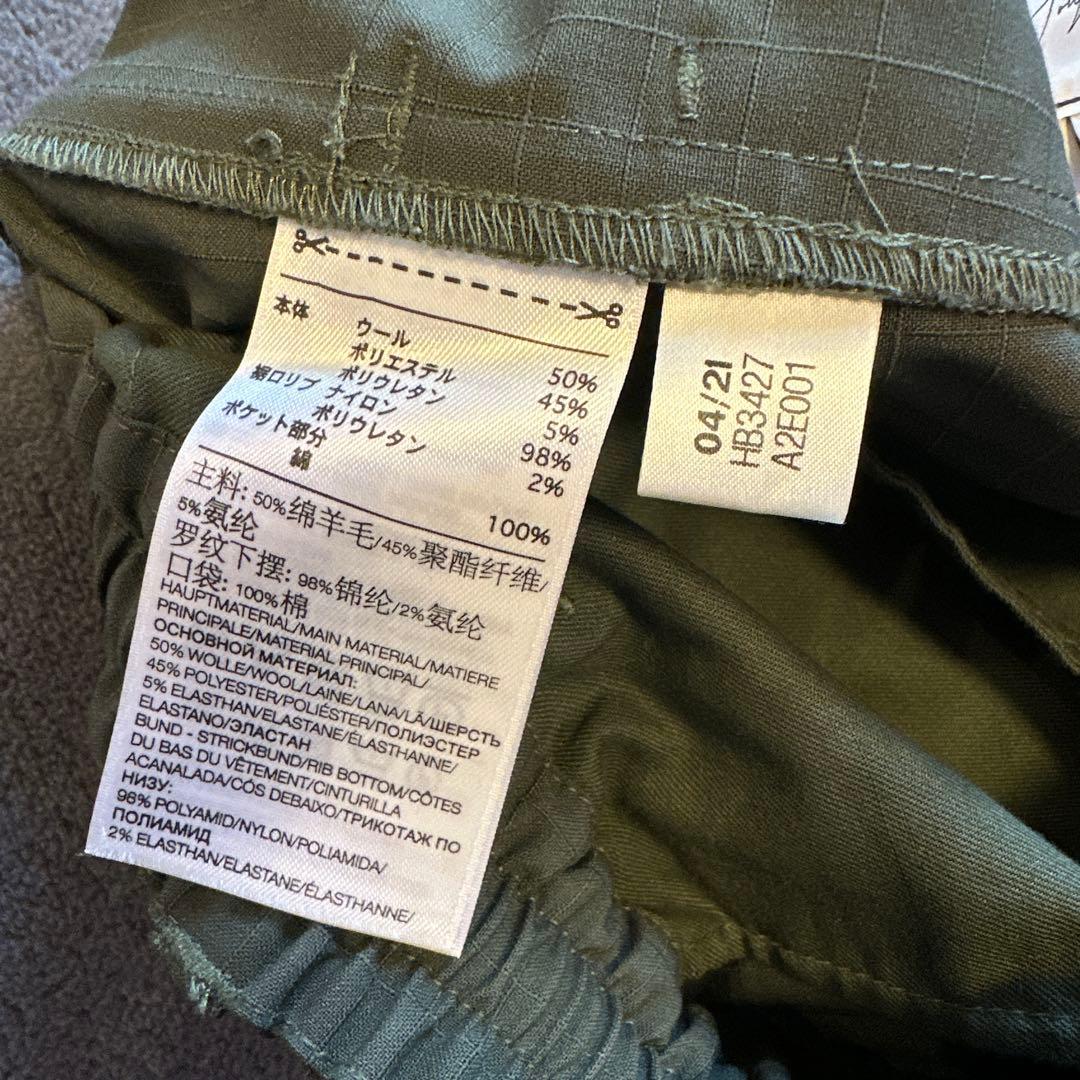 本体
ウール 50%
ポリエステル 45%
ポリウレタン 5%
裾口リブ ナイロン 98%
ポリウレタン 2%
ポケット部分
綿 100%
主料: 50%绵羊毛/45%聚酯纤维/
5%氨纶
罗纹下摆: 98%锦纶/2%氨纶
口袋: 100%棉
HAUPTMATERIAL/MAIN MATERIAL/MATIERE
PRINCIPALE/MATERIAL PRINCIPAL/
ОСНОВНОЙ МАТЕРИАЛ:
50% WOLLE/WOOL/LAINE/LANA/LÃ/ШЕРСТЬ
45% POLYESTER/POLIÉSTER/ПОЛИЭСТЕР
5% ELASTHAN/ELASTANE/ÉLASTHANNE/
ELASTANO/ЭЛАСТАН
BUND - STRICKBUND/RIB BOTTOM/CÔTES
DU BAS DU VÊTEMENT/CINTURILLA
ACANALADA/CÓS DEBAIXO/ТРИКОТАЖ ПО
НИЗУ:
98% POLYAMID/NYLON/POLIAMIDA/
ПОЛИАМИД
2% ELASTHAN/ELASTANE/ÉLASTHANNE/
04/21
HB3427
A2E001